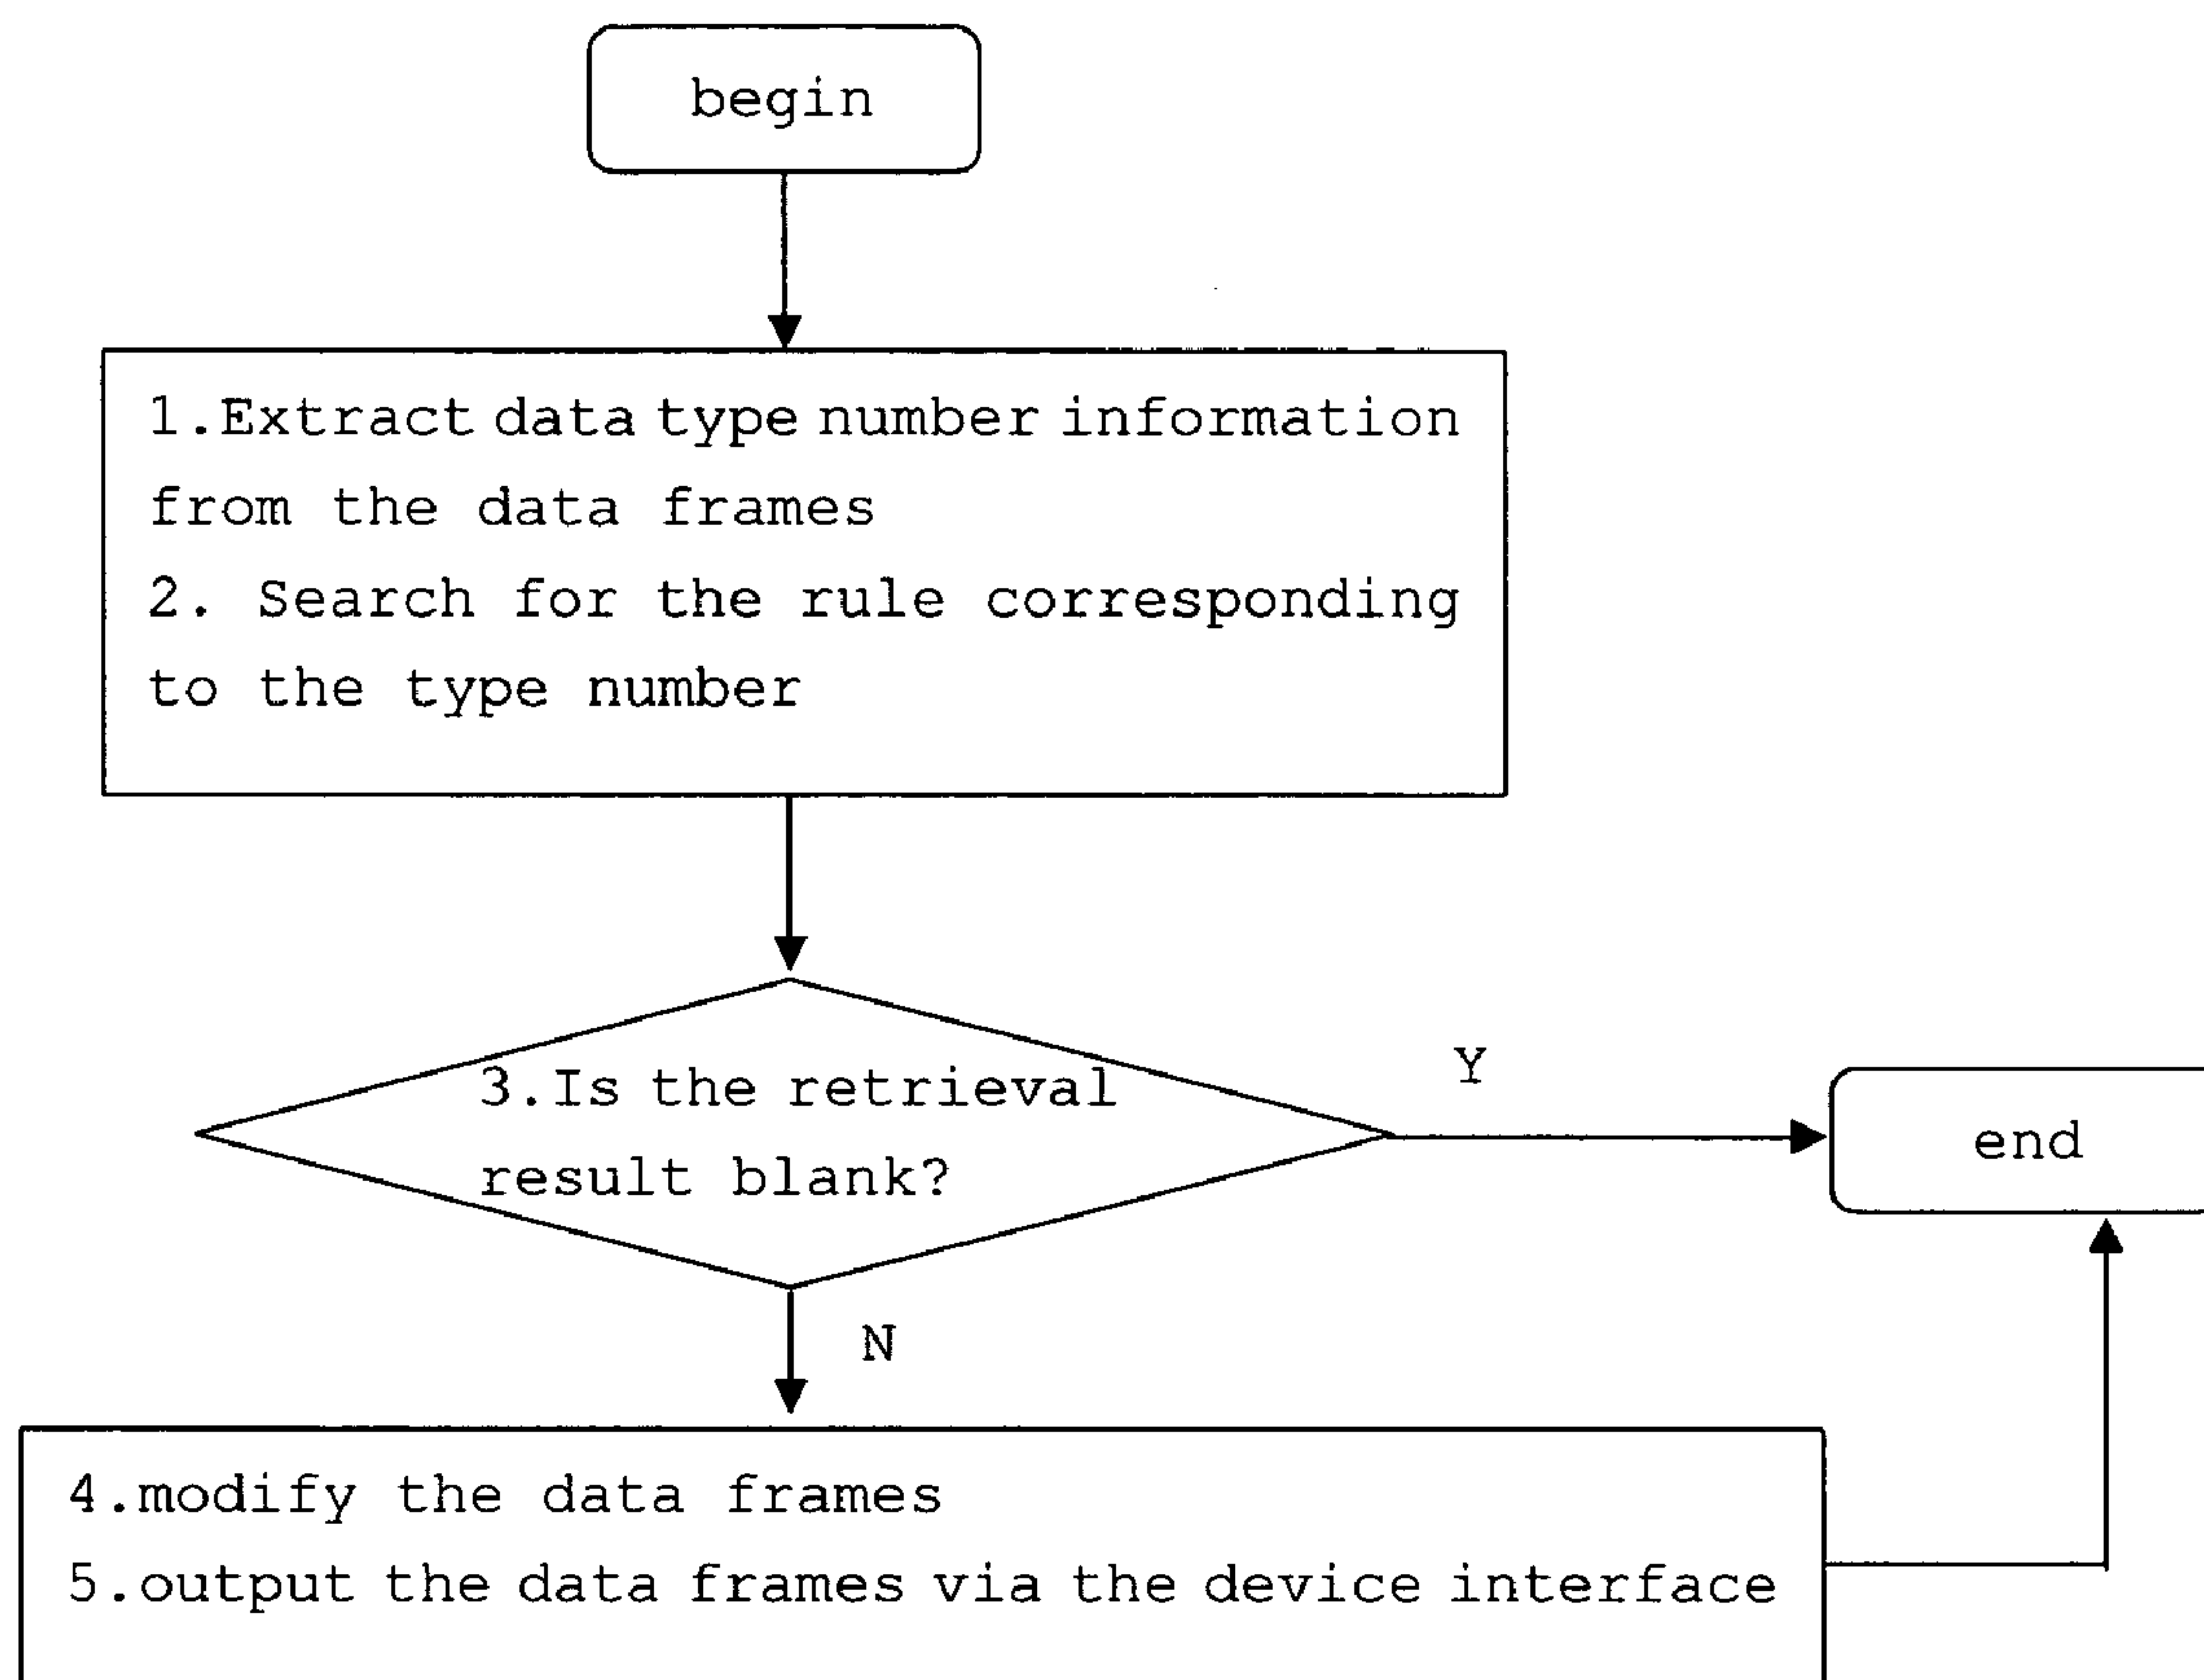 begin
1.Extract data type number information
from the data frames
2. Search for the rule corresponding
to the type number
3.Is the retrieval
result blank?
Y
end
N
4.modify the data frames
5.output the data frames via the device interface